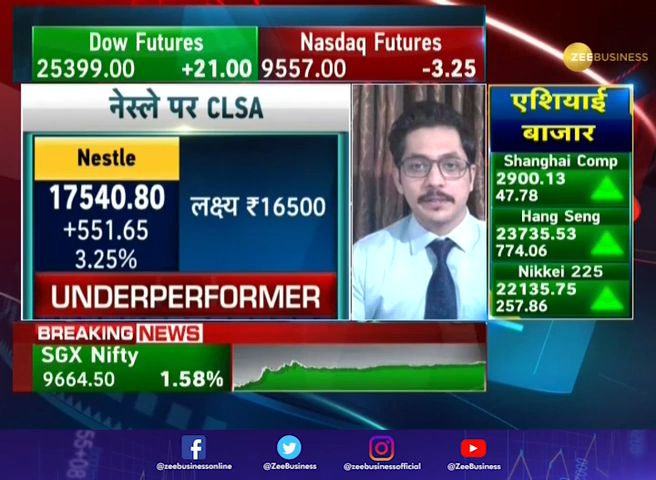 Dow Futures
25399.00 +21.00
Nasdaq Futures
9557.00 -3.25
ZEEBUSINESS
नेस्ले पर CLSA
Nestle
17540.80
+551.65
3.25%
लक्ष्य ₹16500
UNDERPERFORMER
एशियाई
बाजार
Shanghai Comp
2900.13
47.78
Hang Seng
23735.53
774.06
Nikkei 225
22135.75
257.86
BREAKING NEWS
SGX Nifty
9664.50 1.58%
@zeebusinessonline
@ZeeBusiness
@zeebusinessofficial
@ZeeBusiness